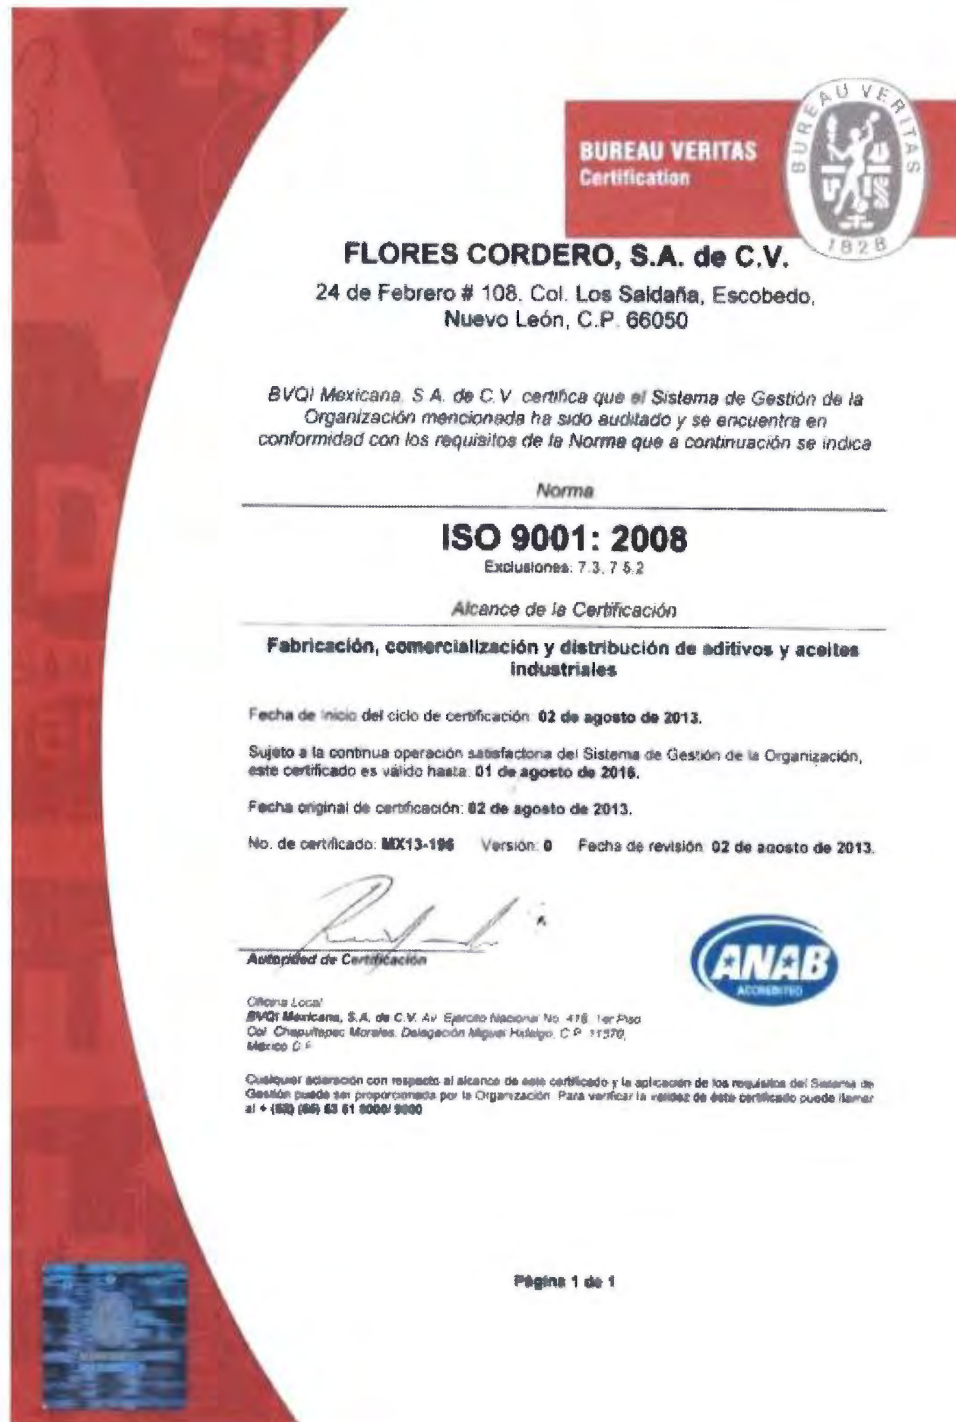 BUREAU VERITAS
Certification
BUREAU VERITAS
1828
FLORES CORDERO, S.A. de C.V.
24 de Febrero # 108. Col. Los Saldaña, Escobedo,
Nuevo León, C.P. 66050
BVQI Mexicana, S.A. de C.V. certifica que el Sistema de Gestión de la
Organización mencionada ha sido auditado y se encuentra en
conformidad con los requisitos de la Norma que a continuación se indica
Norma
ISO 9001: 2008
Exclusiones: 7.3, 7.5.2
Alcance de la Certificación
Fabricación, comercialización y distribución de aditivos y aceites
industriales
Fecha de Inicio del ciclo de certificación: 02 de agosto de 2013.
Sujeto a la continua operación satisfactoria del Sistema de Gestión de la Organización,
este certificado es válido hasta: 01 de agosto de 2016.
Fecha original de certificación: 02 de agosto de 2013.
No. de certificado: MX13-196 Versión: 0 Fecha de revisión: 02 de agosto de 2013.
Autoridad de Certificación
ANAB
ACCREDITED
Oficina Local
BVQI Mexicana, S.A. de C.V. Av. Ejército Nacional No. 418, 1er Piso
Col. Chapultepec Morales, Delegación Miguel Hidalgo, C.P. 11570,
México D.F.
Cualquier aclaración con respecto al alcance de este certificado y la aplicación de los requisitos del Sistema de
Gestión puede ser proporcionada por la Organización. Para verificar la validez de éste certificado puede llamar
al +
Página 1 de 1